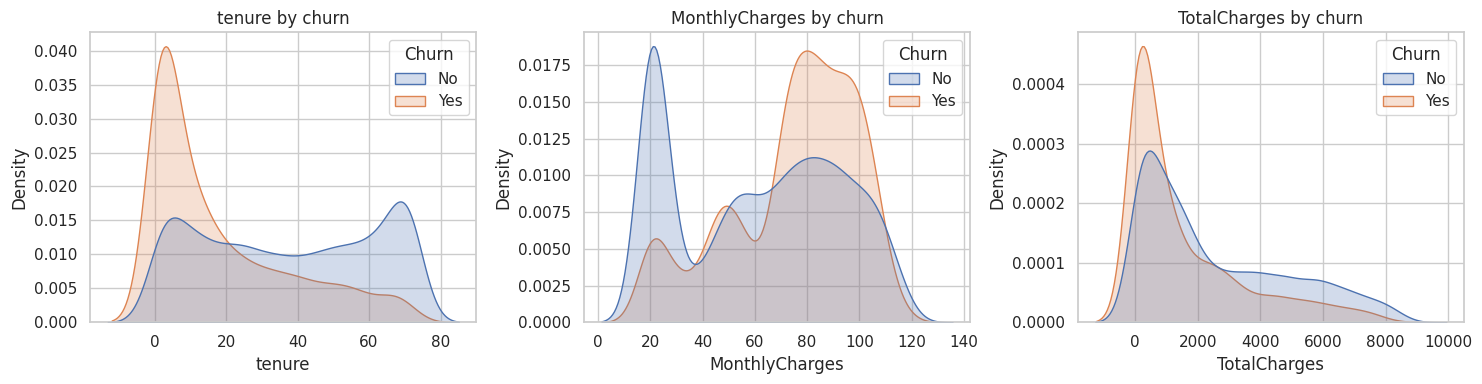 tenure by churn
Density
0.040
0.035
0.030
0.025
0.020
0.015
0.010
0.005
0.000
Churn
No
Yes
0 20 40 60 80
tenure
MonthlyCharges by churn
Density
0.0175
0.0150
0.0125
0.0100
0.0075
0.0050
0.0025
0.0000
Churn
No
Yes
0 20 40 60 80 100 120 140
MonthlyCharges
TotalCharges by churn
Density
0.0004
0.0003
0.0002
0.0001
0.0000
Churn
No
Yes
0 2000 4000 6000 8000 10000
TotalCharges